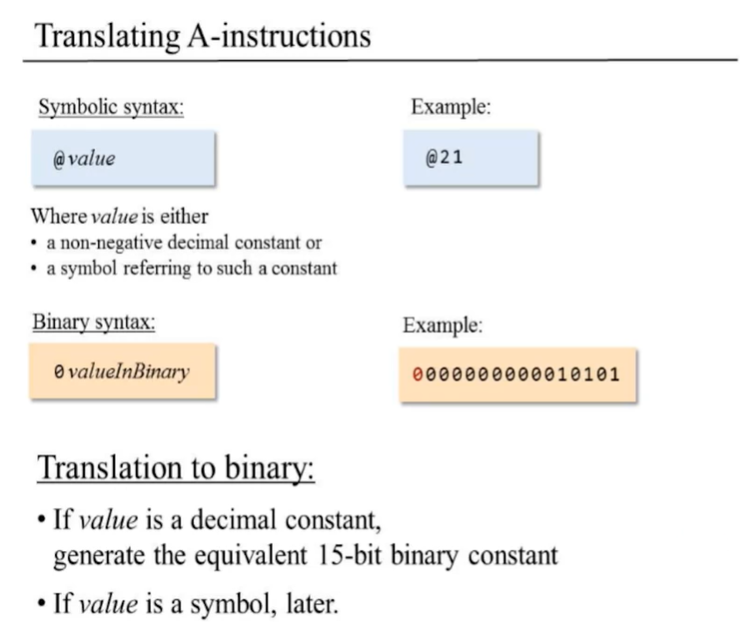 Translating A-instructions
Symbolic syntax:
Example:
@value
@21
Where value is either
• a non-negative decimal constant or
• a symbol referring to such a constant
Binary syntax:
Example:
0 valueInBinary
0000000000010101
Translation to binary:
• If value is a decimal constant,
generate the equivalent 15-bit binary constant
• If value is a symbol, later.